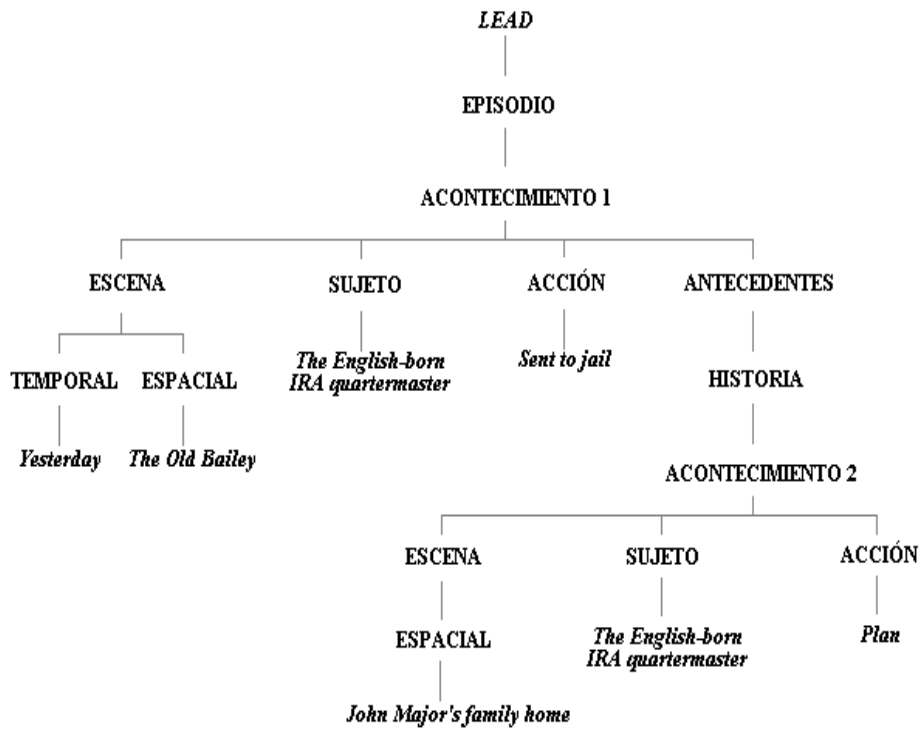 LEAD
EPISODIO
ACONTECIMIENTO 1
ESCENA SUJETO ACCIÓN ANTECEDENTES
The English-born
IRA quartermaster
Sent to jail
TEMPORAL ESPACIAL HISTORIA
Yesterday The Old Bailey
ACONTECIMIENTO 2
ESCENA SUJETO ACCIÓN
ESPACIAL
The English-born
IRA quartermaster
Plan
John Major's family home